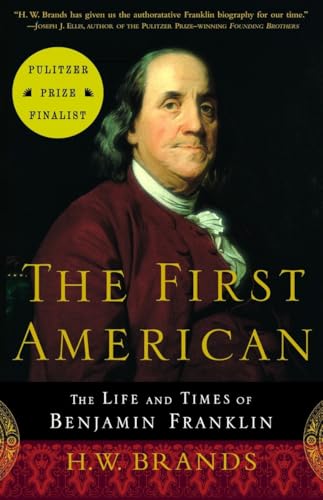 "H. W. Brands has given us the authoratative Franklin biography for our time."
—Joseph J. Ellis, author of the Pulitzer Prize–winning Founding Brothers
PULITZER
PRIZE
FINALIST
THE FIRST
AMERICAN
The Life and Times of
Benjamin Franklin
H.W. BRANDS